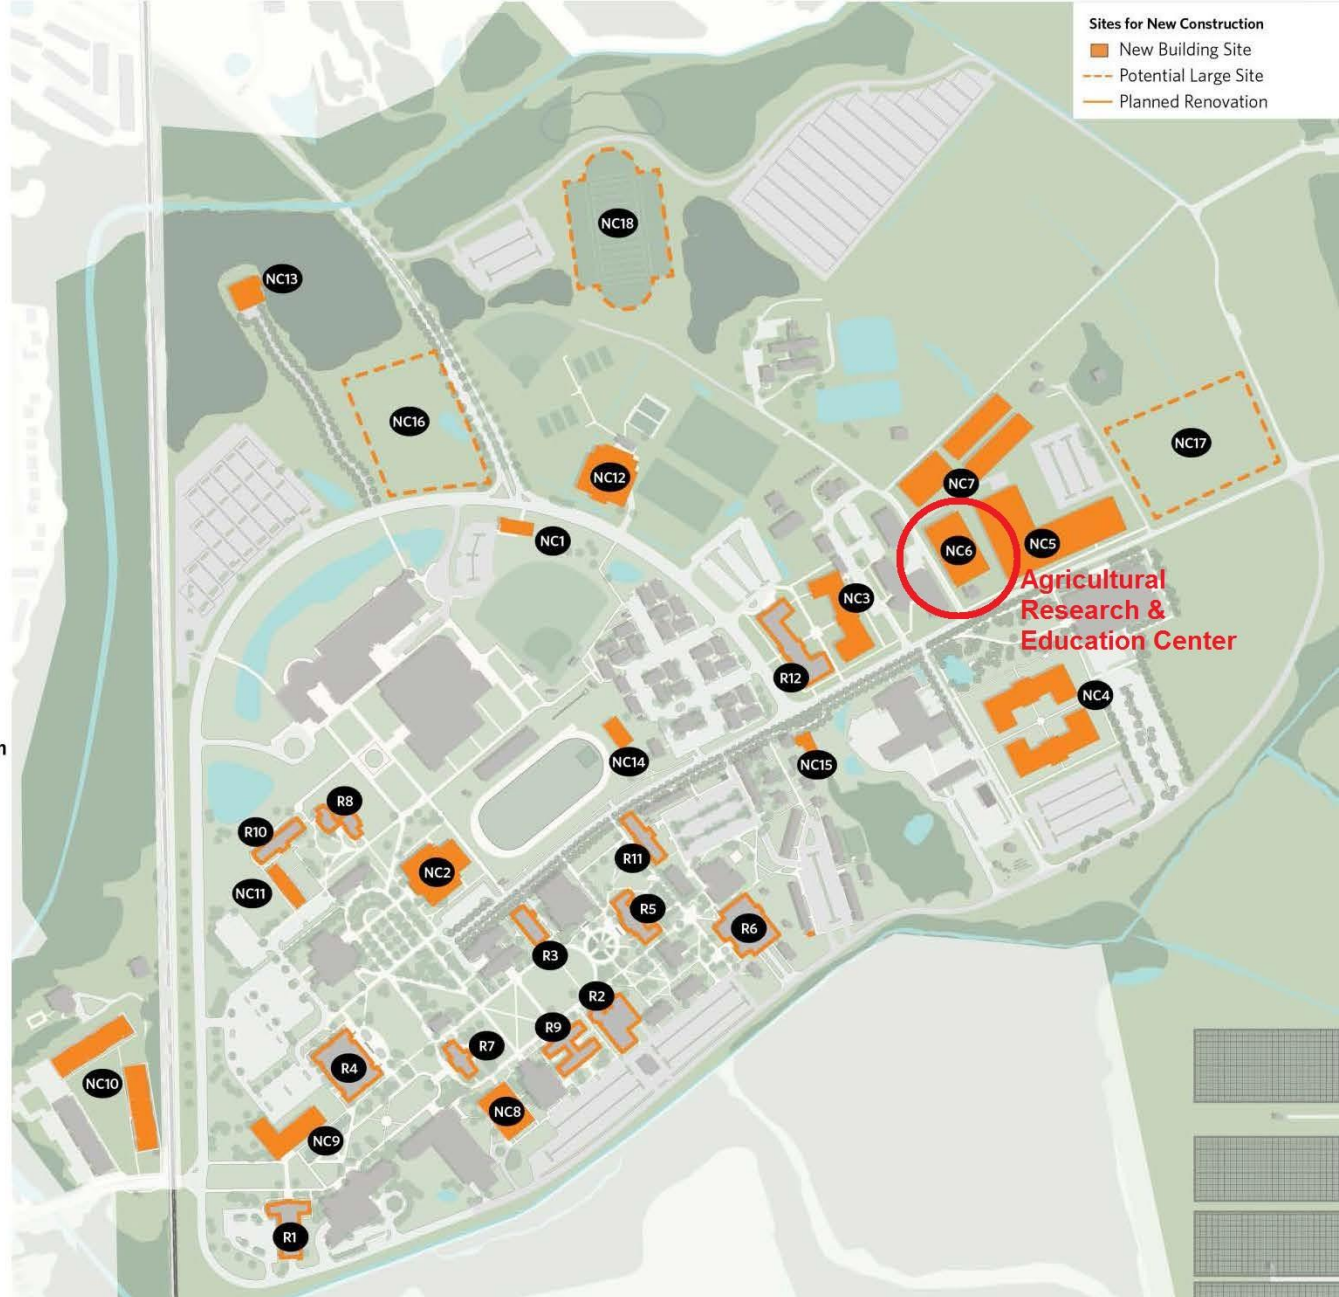 Sites for New Construction
New Building Site
Potential Large Site
Planned Renovation
NC18
NC13
NC16
NC17
NC12
NC7
NC1
NC6
NC5
NC3
Agricultural
Research &
Education Center
R12
NC4
NC14
NC15
R8
R10
R11
NC2
NC11
R5
R6
R3
R2
R9
R7
R4
NC10
NC8
NC9
R1